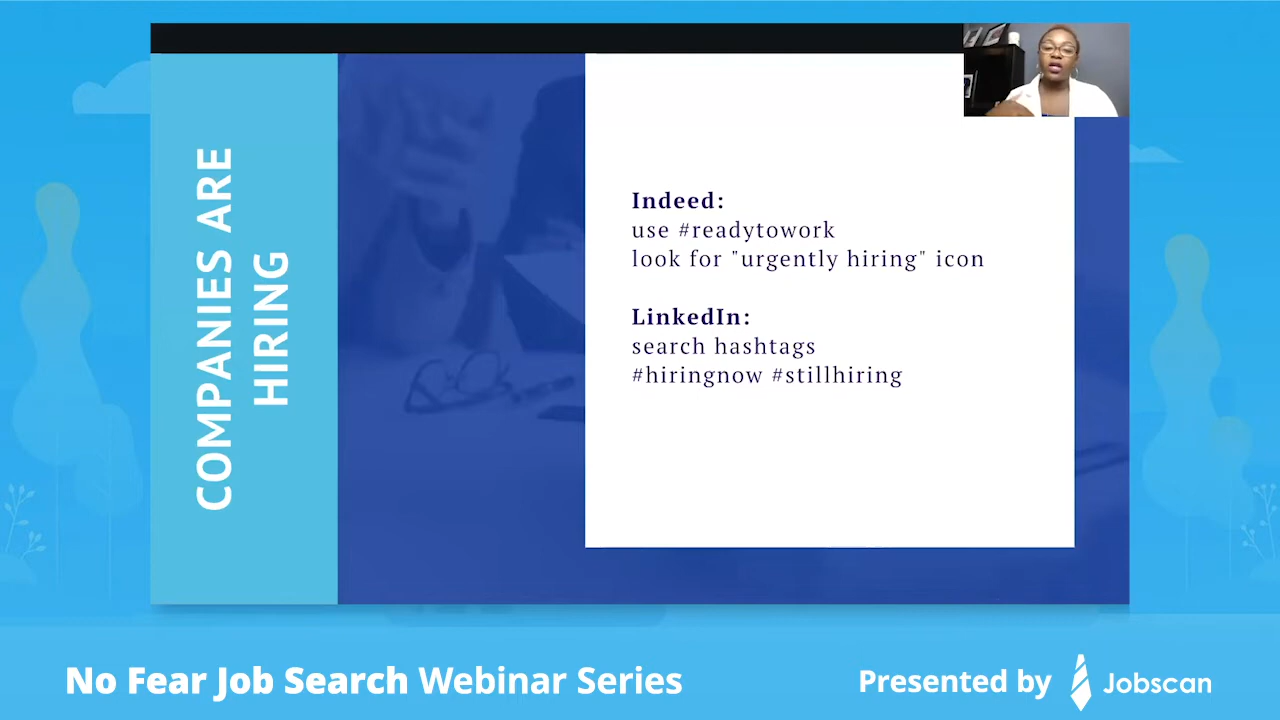 COMPANIES ARE
HIRING
Indeed:
use #readytowork
look for "urgently hiring" icon
LinkedIn:
search hashtags
#hiringnow #stillhiring
No Fear Job Search Webinar Series
Presented by Jobscan